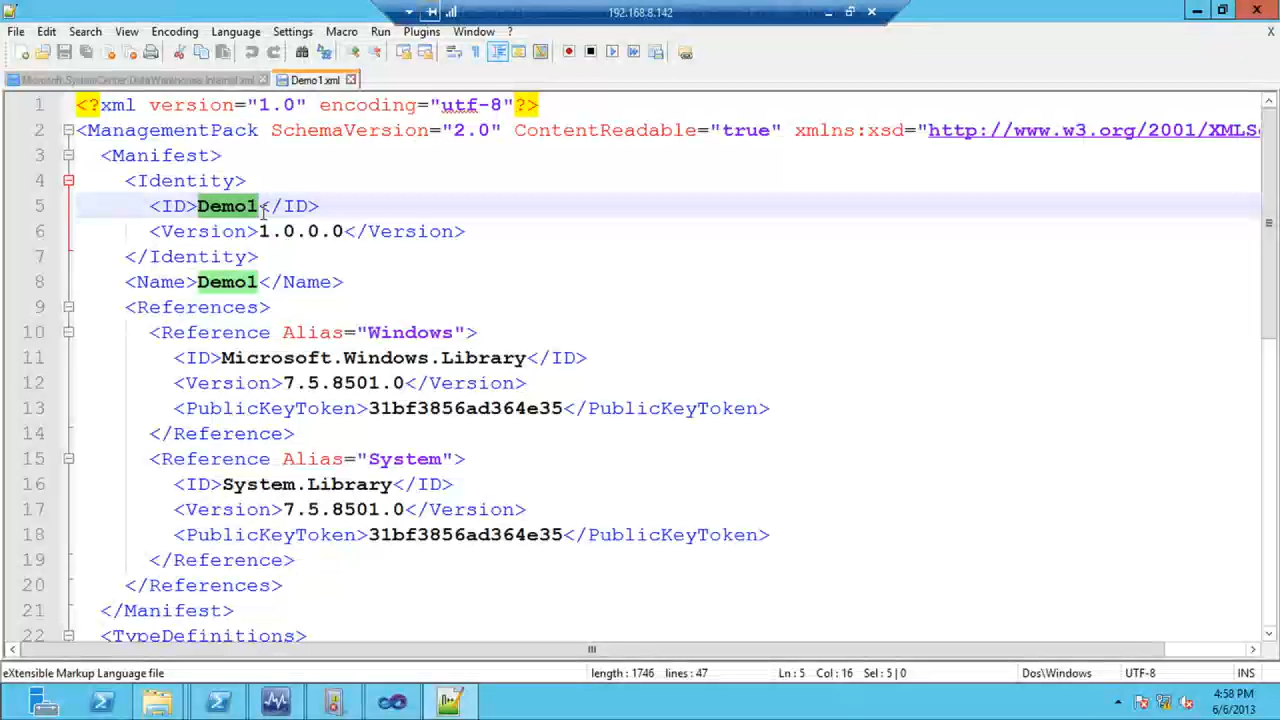 192.168.8.142
File Edit Search View Encoding Language Settings Macro Run Plugins Window ?
X
Microsoft.SystemCenter.DataWarehouse.Internal.xml Demo1.xml
1 <?xml version="1.0" encoding="utf-8"?>
2 <ManagementPack SchemaVersion="2.0" ContentReadable="true" xmlns:xsd="http://www.w3.org/2001/XMLS
3 <Manifest>
4 <Identity>
5 <ID>Demo1</ID>
6 <Version>1.0.0.0</Version>
7 </Identity>
8 <Name>Demo1</Name>
9 <References>
10 <Reference Alias="Windows">
11 <ID>Microsoft.Windows.Library</ID>
12 <Version>7.5.8501.0</Version>
13 <PublicKeyToken>31bf3856ad364e35</PublicKeyToken>
14 </Reference>
15 <Reference Alias="System">
16 <ID>System.Library</ID>
17 <Version>7.5.8501.0</Version>
18 <PublicKeyToken>31bf3856ad364e35</PublicKeyToken>
19 </Reference>
20 </References>
21 </Manifest>
22 <TypeDefinitions>
eXtensible Markup Language file length : 1746 lines : 47 Ln : 5 Col : 16 Sel : 5 | 0 Dos\Windows UTF-8 INS
4:58 PM
6/6/2013